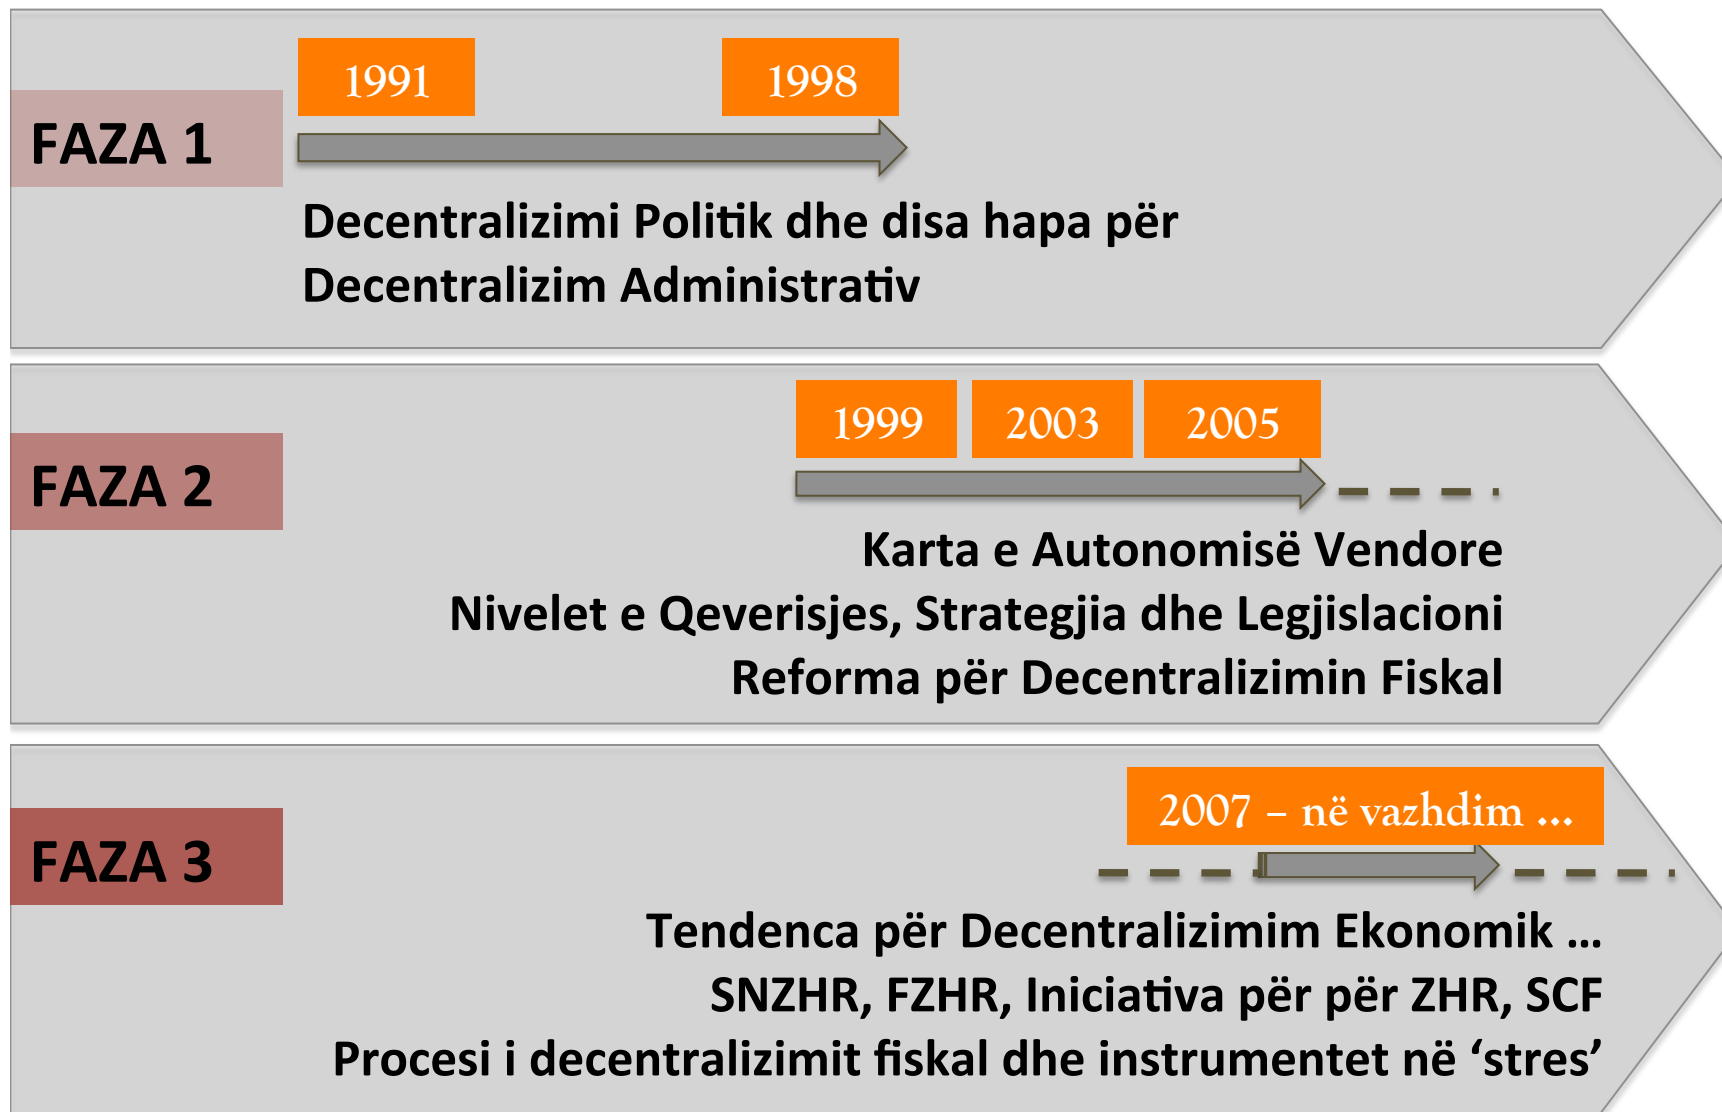 1991 1998
FAZA 1
Decentralizimi Politik dhe disa hapa për
Decentralizim Administrativ
1999 2003 2005
FAZA 2
Karta e Autonomisë Vendore
Nivelet e Qeverisjes, Strategjia dhe Legjislacioni
Reforma për Decentralizimin Fiskal
2007 – në vazhdim ...
FAZA 3
Tendenca për Decentralizimim Ekonomik ...
SNZHR, FZHR, Iniciativa për për ZHR, SCF
Procesi i decentralizimit fiskal dhe instrumentet në ‘stres’